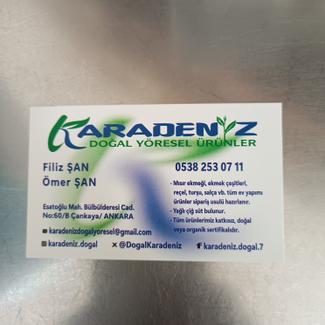 KARADENİZ
DOĞAL YÖRESEL ÜRÜNLER
Filiz ŞAN
Ömer ŞAN
Esatoğlu Mah. Bülbülderesi Cad.
No:60/B Çankaya/ ANKARA
karadenizdogalyoresel@gmail.com
karadeniz.dogal
@DogalKaradeniz
karadeniz.dogal.7
0538 253 07 11
- Mısır ekmeği, ekmek çeşitleri,
reçel, turşu, salça vb. tüm ev yapımı
ürünler sipariş usulü hazırlanır.
- Yağlı çiğ süt bulunur.
- Tüm ürünlerimiz katkısız, doğal
veya organik sertifikalıdır.